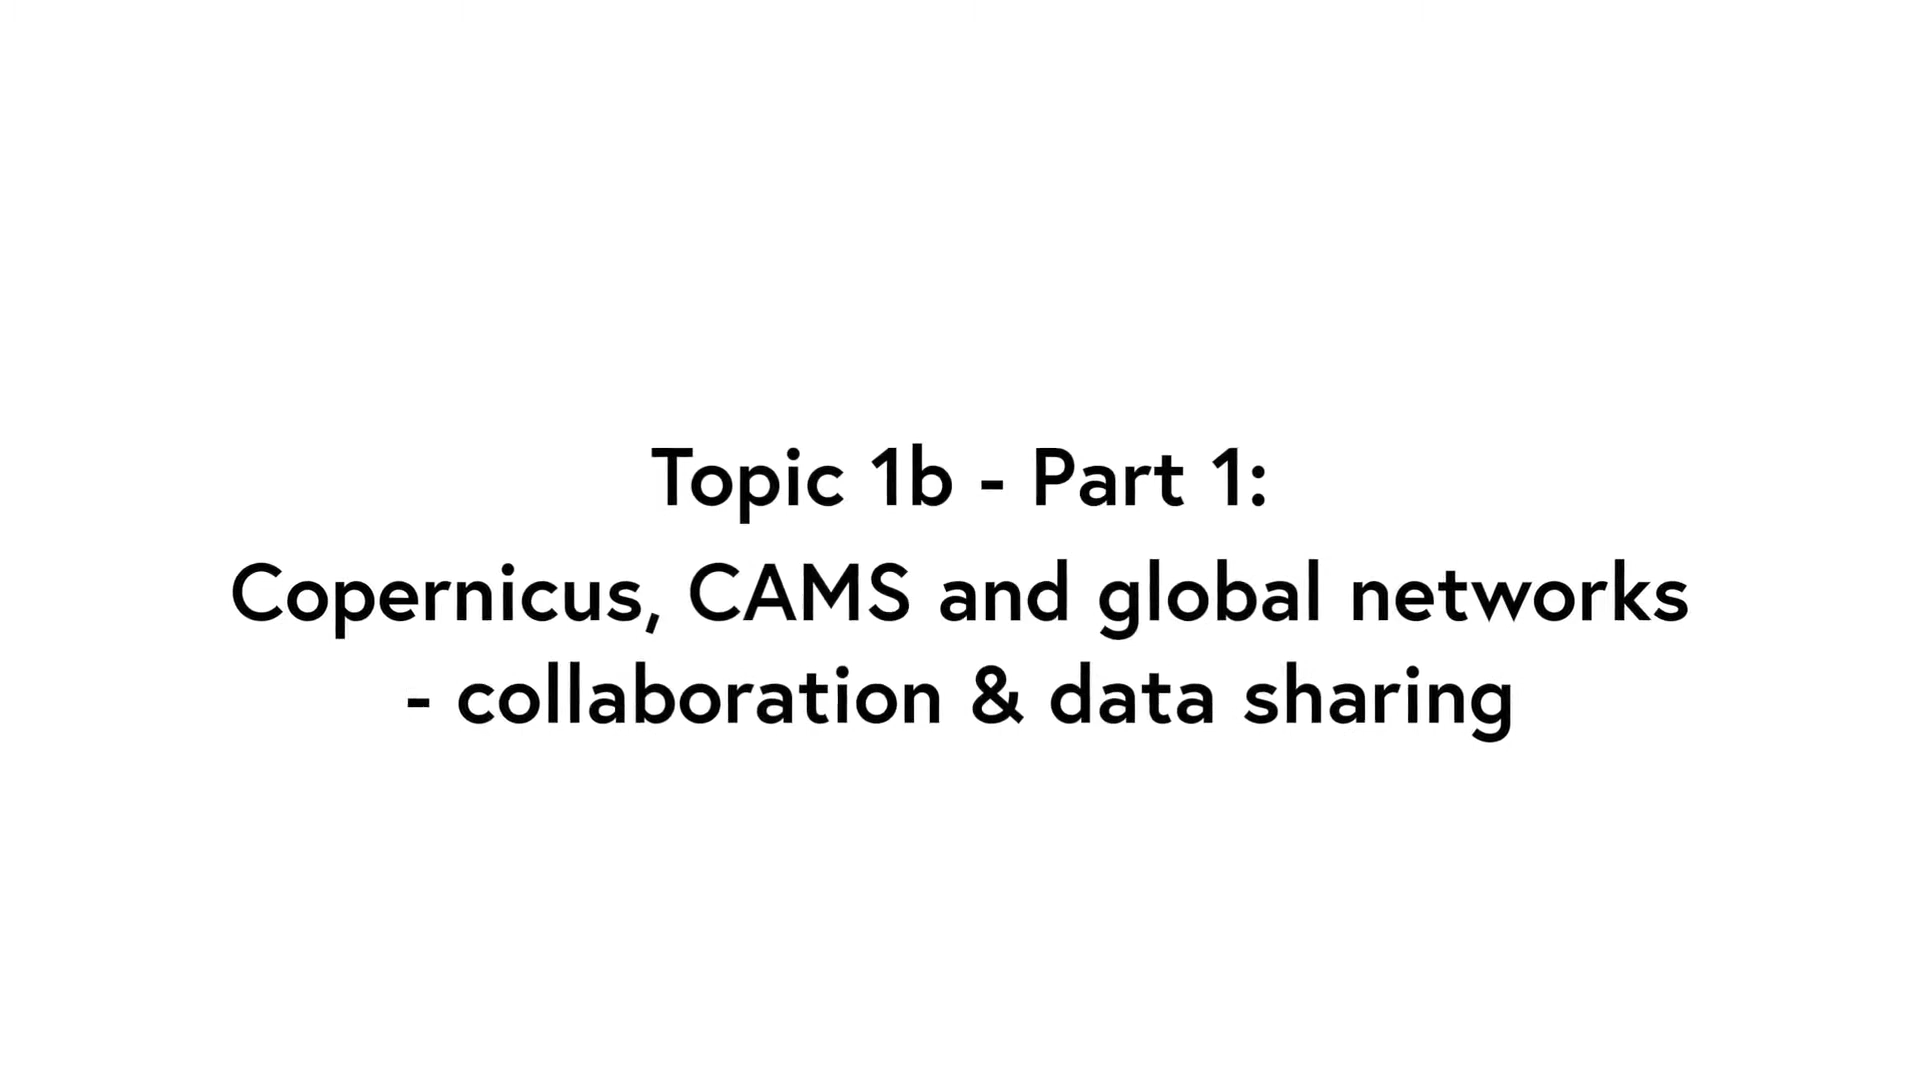 Topic 1b - Part 1:
Copernicus, CAMS and global networks
- collaboration & data sharing